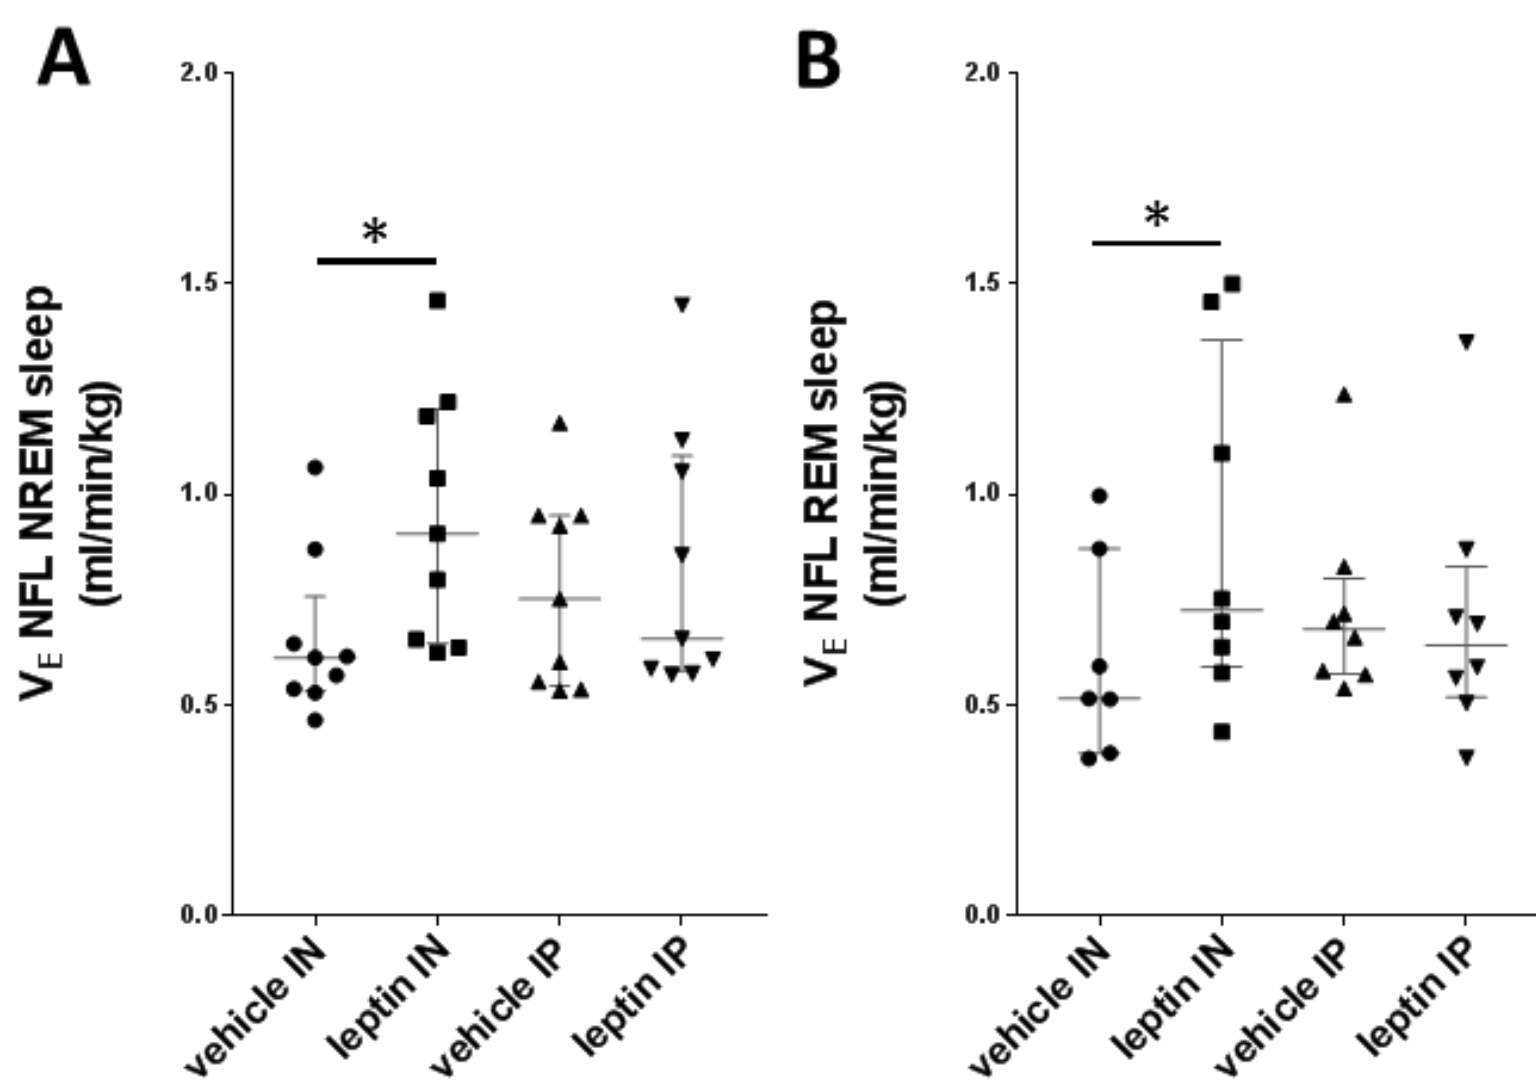 A
V_E NFL NREM sleep
(ml/min/kg)
2.0
1.5
1.0
0.5
0.0
*
vehicle IN
leptin IN
vehicle IP
leptin IP
B
V_E NFL REM sleep
(ml/min/kg)
2.0
1.5
1.0
0.5
0.0
*
vehicle IN
leptin IN
vehicle IP
leptin IP